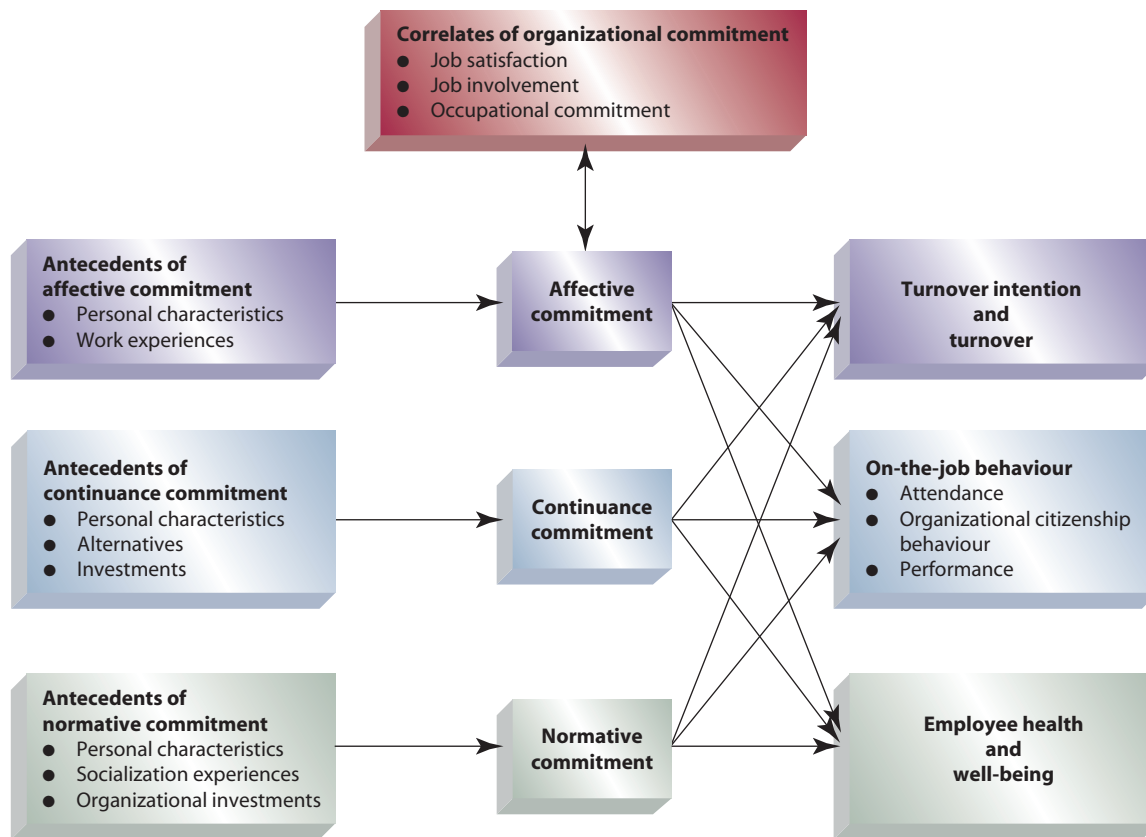 Correlates of organizational commitment
● Job satisfaction
● Job involvement
● Occupational commitment
Antecedents of
affective commitment
● Personal characteristics
● Work experiences
Affective
commitment
Turnover intention
and
turnover
Antecedents of
continuance commitment
● Personal characteristics
● Alternatives
● Investments
Continuance
commitment
On-the-job behaviour
● Attendance
● Organizational citizenship
behaviour
● Performance
Antecedents of
normative commitment
● Personal characteristics
● Socialization experiences
● Organizational investments
Normative
commitment
Employee health
and
well-being